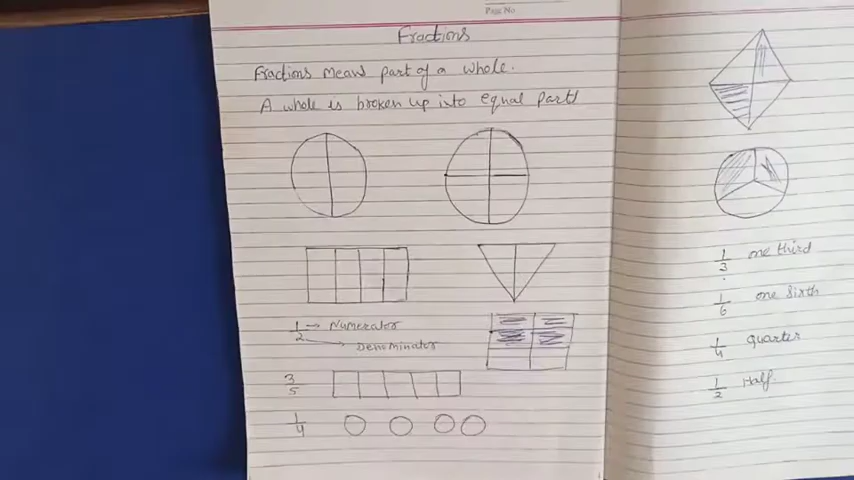 Page No
Fractions
Fractions means part of a whole.
A whole is broken up into equal parts
1/2 → Numerator
→ Denominator
3/5
1/4
1/3 one third
1/6 one sixth
1/4 quarter
1/2 Half.